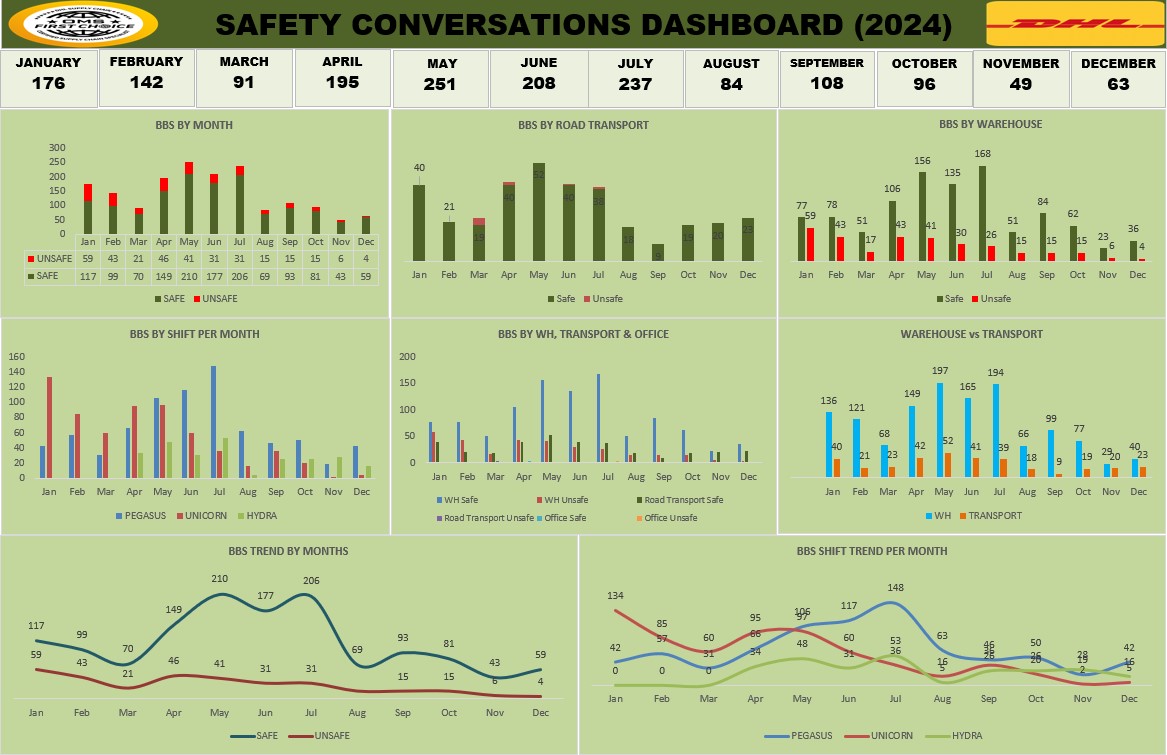 SAFETY CONVERSATIONS DASHBOARD (2024)
FIRST CHOICE
DHL
JANUARY
176
FEBRUARY
142
MARCH
91
APRIL
195
MAY
251
JUNE
208
JULY
237
AUGUST
84
SEPTEMBER
108
OCTOBER
96
NOVEMBER
49
DECEMBER
63
BBS BY MONTH
300
250
200
150
100
50
0
Jan Feb Mar Apr May Jun Jul Aug Sep Oct Nov Dec
UNSAFE 59 43 21 46 41 31 31 15 15 15 6 4
SAFE 117 99 70 149 210 177 206 69 93 81 43 59
SAFE UNSAFE
BBS BY ROAD TRANSPORT
40 21 19 40 52 40 38 18 9 19 20 23
Jan Feb Mar Apr May Jun Jul Aug Sep Oct Nov Dec
Safe Unsafe
BBS BY WAREHOUSE
77 78 51 106 156 135 168 51 84 62 23 36
59 43 17 43 41 30 26 15 15 15 6 4
Jan Feb Mar Apr May Jun Jul Aug Sep Oct Nov Dec
Safe Unsafe
BBS BY SHIFT PER MONTH
160
140
120
100
80
60
40
20
0
Jan Feb Mar Apr May Jun Jul Aug Sep Oct Nov Dec
PEGASUS UNICORN HYDRA
BBS BY WH, TRANSPORT & OFFICE
200
150
100
50
0
Jan Feb Mar Apr May Jun Jul Aug Sep Oct Nov Dec
WH Safe WH Unsafe Road Transport Safe
Road Transport Unsafe Office Safe Office Unsafe
WAREHOUSE vs TRANSPORT
136 121 68 149 197 165 194 66 99 77 29 40
40 21 23 42 52 41 39 18 9 19 20 23
Jan Feb Mar Apr May Jun Jul Aug Sep Oct Nov Dec
WH TRANSPORT
BBS TREND BY MONTHS
117 99 70 149 210 177 206 69 93 81 43 59
59 43 21 46 41 31 31 15 15 6 4
Jan Feb Mar Apr May Jun Jul Aug Sep Oct Nov Dec
SAFE UNSAFE
BBS SHIFT TREND PER MONTH
134 85 60 95 97 60 36 16 20 2 5
42 57 31 66 106 117 148 63 46 50 19 42
0 0 0 34 48 31 53 5 26 26 28 16
Jan Feb Mar Apr May Jun Jul Aug Sep Oct Nov Dec
PEGASUS UNICORN HYDRA